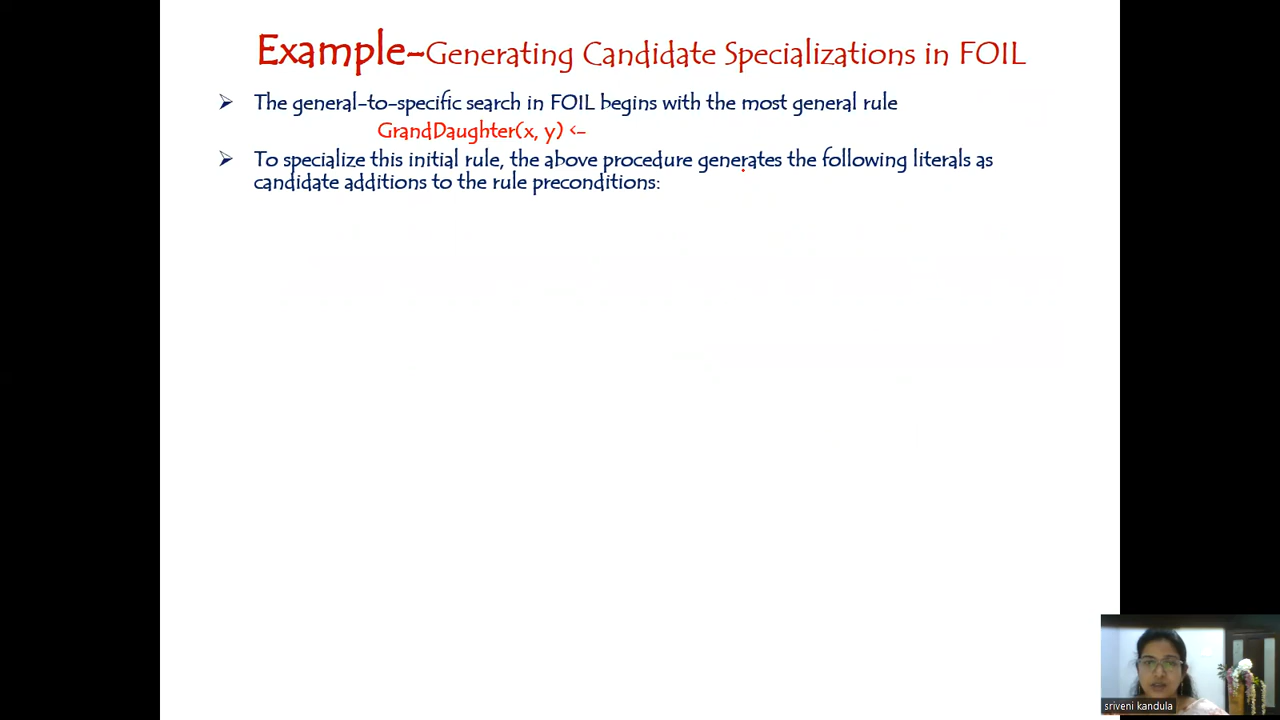 Example-Generating Candidate Specializations in FOIL
The general-to-specific search in FOIL begins with the most general rule
GrandDaughter(x, y) <-
To specialize this initial rule, the above procedure generates the following literals as
candidate additions to the rule preconditions:
sriveni kandula